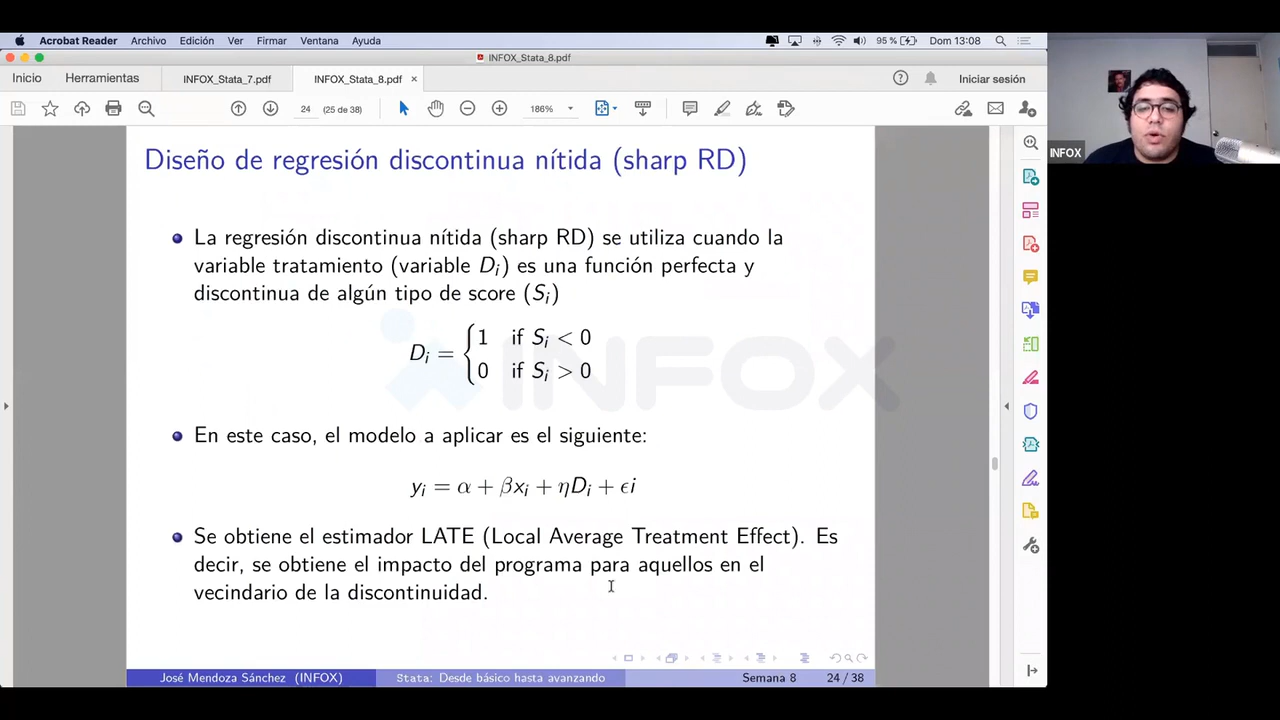 Acrobat Reader Archivo Edición Ver Firmar Ventana Ayuda 95 % Dom 13:08
INFOX_Stata_8.pdf
Inicio Herramientas INFOX_Stata_7.pdf INFOX_Stata_8.pdf × Iniciar sesión
24 (25 de 38) 186%
Diseño de regresión discontinua nítida (sharp RD)
La regresión discontinua nítida (sharp RD) se utiliza cuando la
variable tratamiento (variable Dᵢ) es una función perfecta y
discontinua de algún tipo de score (Sᵢ)
Dᵢ = { 1 if Sᵢ < 0
0 if Sᵢ > 0
INFOX
En este caso, el modelo a aplicar es el siguiente:
yᵢ = α + βxᵢ + ηDᵢ + ϵi
Se obtiene el estimador LATE (Local Average Treatment Effect). Es
decir, se obtiene el impacto del programa para aquellos en el
vecindario de la discontinuidad.
José Mendoza Sánchez (INFOX) Stata: Desde básico hasta avanzando Semana 8 24 / 38
INFOX